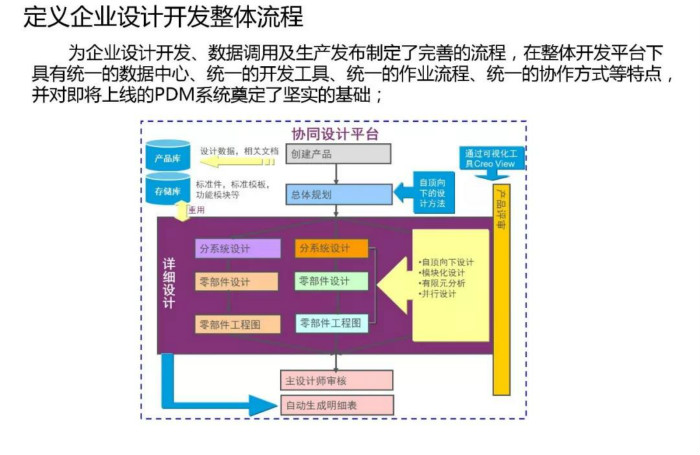 定义企业设计开发整体流程
为企业设计开发、数据调用及生产发布制定了完善的流程，在整体开发平台下
具有统一的数据中心、统一的开发工具、统一的作业流程、统一的协作方式等特点，
并对即将上线的PDM系统奠定了坚实的基础；
协同设计平台
产品库
设计数据，相关文档
创建产品
通过可视化工
具Creo View
存储库
标准件，标准模板，
功能模块等
总体规划
自顶向
下的设
计方法
重用
产品评审
详细设计
分系统设计
分系统设计
零部件设计
零部件设计
零部件工程图
零部件工程图
•自顶向下设计
•模块化设计
•有限元分析
•并行设计
主设计师审核
自动生成明细表